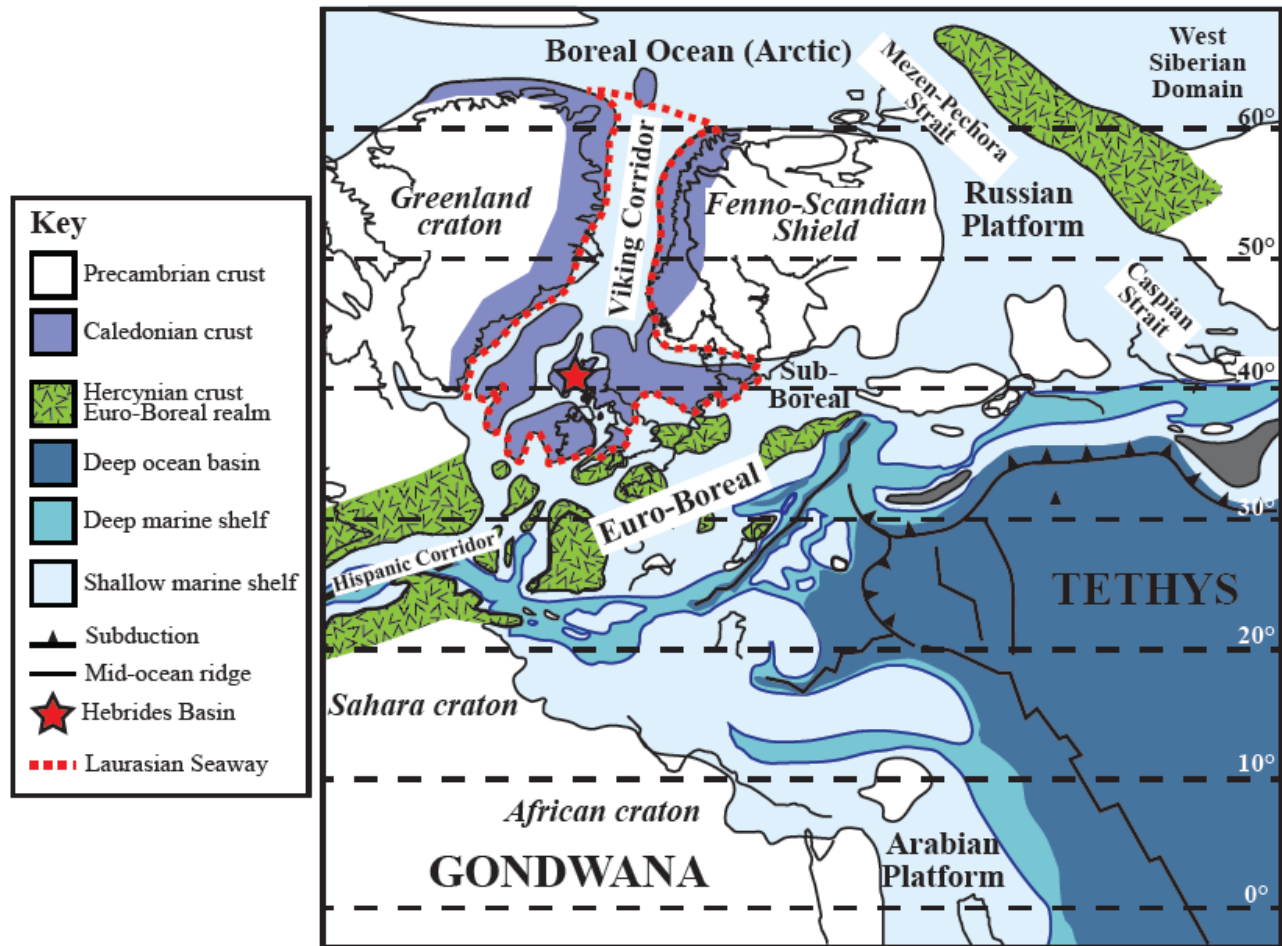 Boreal Ocean (Arctic)
West
Siberian
Domain
Mezen-Pechora
Strait
60°
Viking Corridor
Greenland
craton
Fenno-Scandian
Shield
Russian
Platform
50°
Caspian
Strait
Sub-
Boreal
40°
Euro-Boreal
30°
Hispanic Corridor
TETHYS
20°
Sahara craton
10°
African craton
GONDWANA
Arabian
Platform
0°
Key
Precambrian crust
Caledonian crust
Hercynian crust
Euro-Boreal realm
Deep ocean basin
Deep marine shelf
Shallow marine shelf
Subduction
Mid-ocean ridge
Hebrides Basin
Laurasian Seaway